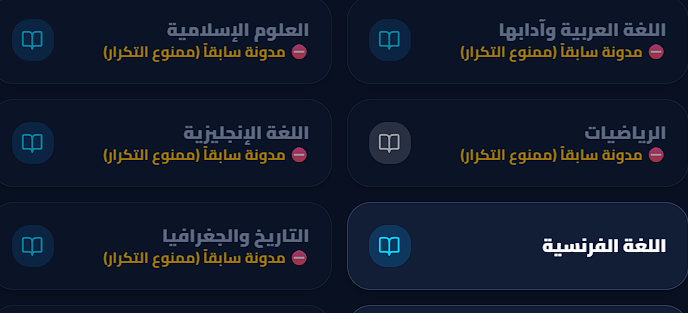 اللغة العربية وآدابها
مدونة سابقاً (ممنوع التكرار)
العلوم الإسلامية
مدونة سابقاً (ممنوع التكرار)
الرياضيات
مدونة سابقاً (ممنوع التكرار)
اللغة الإنجليزية
مدونة سابقاً (ممنوع التكرار)
اللغة الفرنسية
التاريخ والجغرافيا
مدونة سابقاً (ممنوع التكرار)